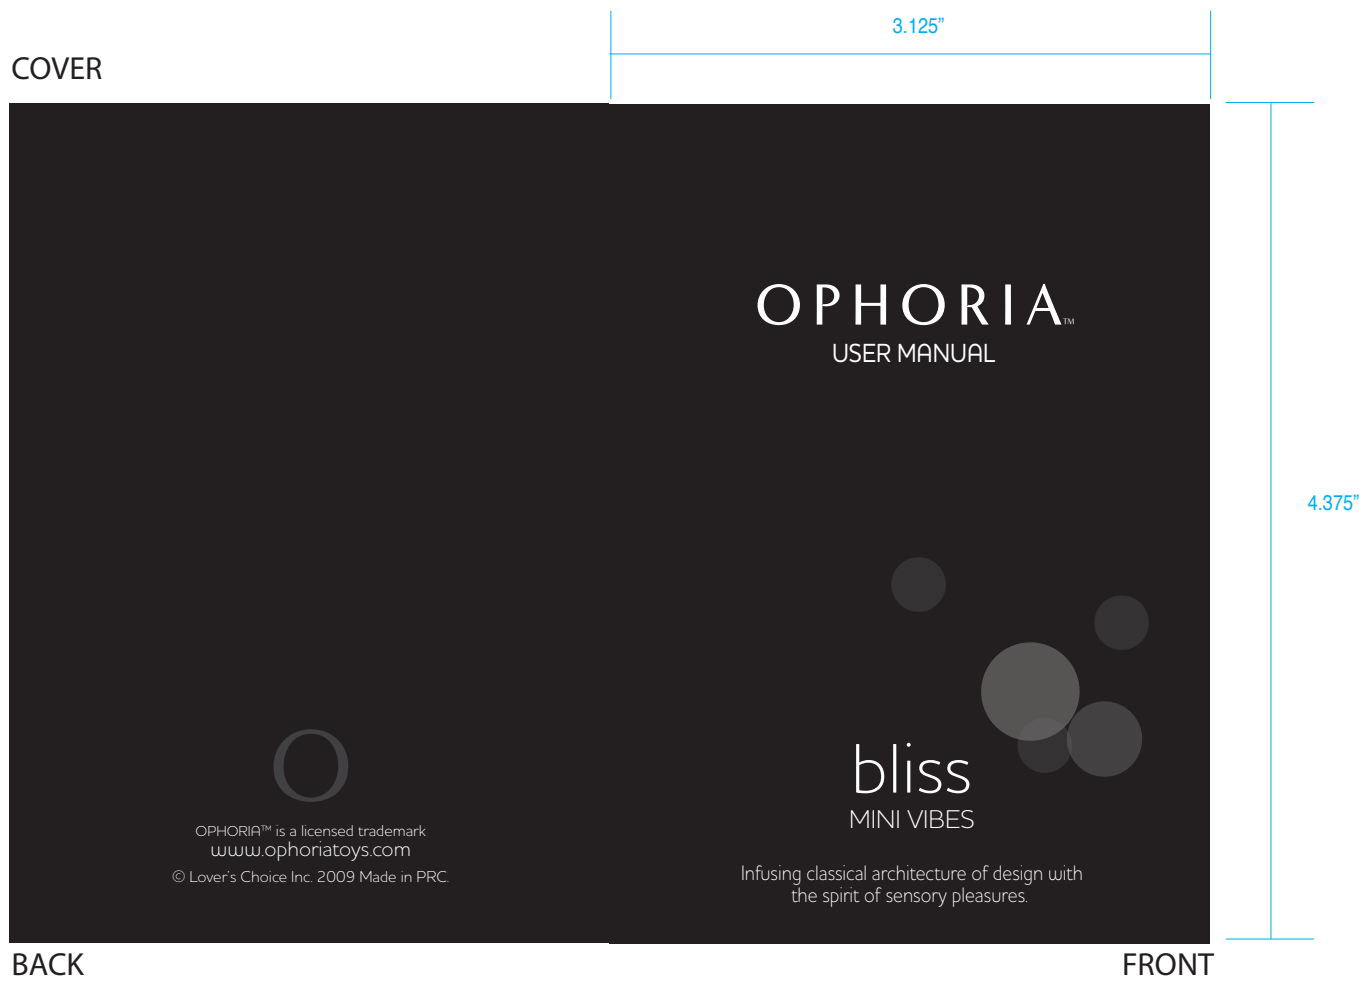 3.125”
COVER
OPHORIA™
USER MANUAL
4.375”
bliss
MINI VIBES
Infusing classical architecture of design with
the spirit of sensory pleasures.
O
OPHORIA™ is a licensed trademark
www.ophoriatoys.com
© Lover's Choice Inc. 2009 Made in PRC.
BACK
FRONT